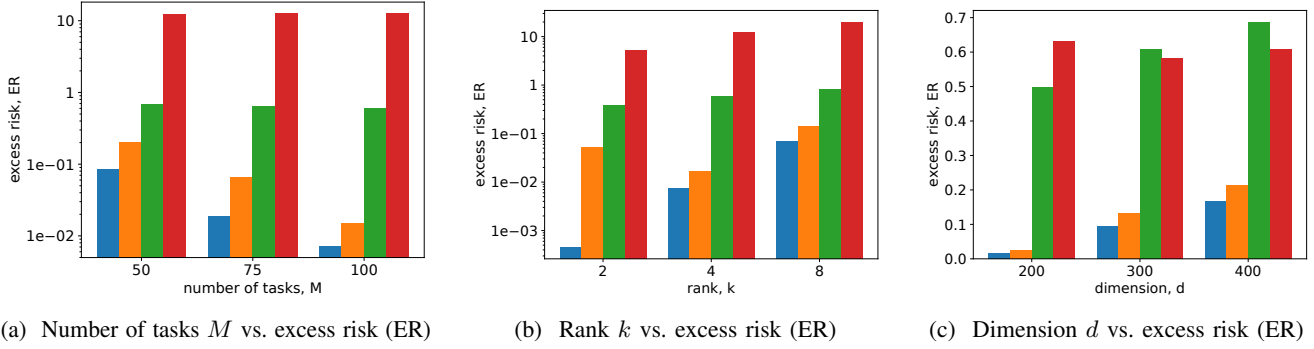 10
1
1e−01
1e−02
excess risk, ER
50 75 100
number of tasks, M
10
1
1e−01
1e−02
1e−03
excess risk, ER
2 4 8
rank, k
0.7
0.6
0.5
0.4
0.3
0.2
0.1
0.0
excess risk, ER
200 300 400
dimension, d
(a) Number of tasks M vs. excess risk (ER)
(b) Rank k vs. excess risk (ER)
(c) Dimension d vs. excess risk (ER)